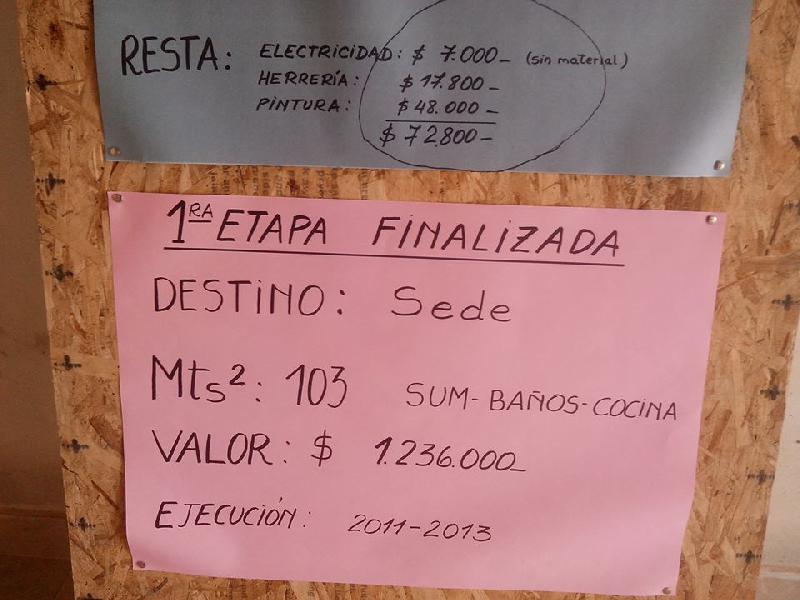 RESTA: ELECTRICIDAD: $ 7.000- (sin material)
HERRERÍA: $ 17.800-
PINTURA: $ 48.000-
$ 72.800-
1RA ETAPA FINALIZADA
DESTINO: Sede
Mts²: 103 SUM-BAÑOS-COCINA
VALOR: $ 1.236.000-
EJECUCIÓN: 2011-2013